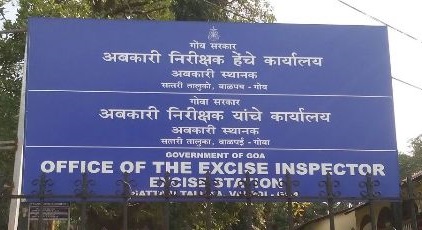 गोंय सरकार
अबकारी निरीक्षक हेंचे कार्यालय
अबकारी स्थानक
सत्तरी तालुका, वाळपय - गोंय
गोवा सरकार
अबकारी निरीक्षक यांचे कार्यालय
अबकारी स्थानक
सत्तरी तालुका, वाळपई - गोवा
GOVERNMENT OF GOA
OFFICE OF THE EXCISE INSPECTOR
EXCISE STATION